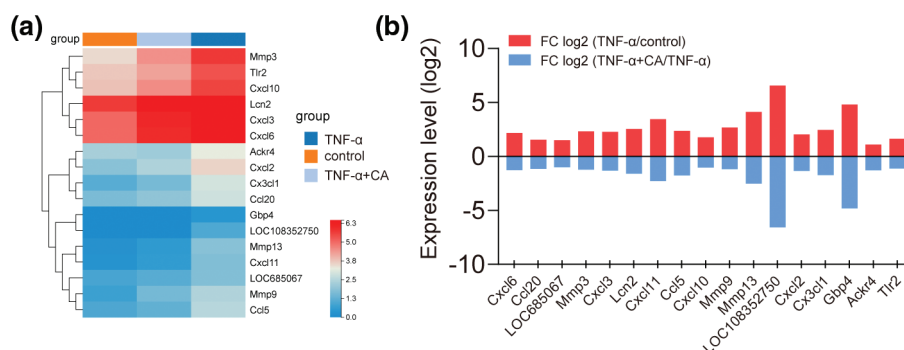 (a)
group
Mmp3
Tlr2
Cxcl10
Lcn2
Cxcl3
Cxcl6
Ackr4
Cxcl2
Cx3cl1
Ccl20
Gbp4
LOC108352750
Mmp13
Cxcl11
LOC685067
Mmp9
Ccl5
group
TNF-α
control
TNF-α+CA
6.3
5.1
3.8
2.6
1.3
0.0
(b)
FC log2 (TNF-α/control)
FC log2 (TNF-α+CA/TNF-α)
Expression level (log2)
10
5
0
-5
-10
Cxcl6
Ccl20
LOC685067
Mmp3
Cxcl3
Lcn2
Cxcl11
Ccl5
Cxcl10
Mmp9
Mmp13
LOC108352750
Cxcl2
Cx3cl1
Gbp4
Ackr4
Tlr2